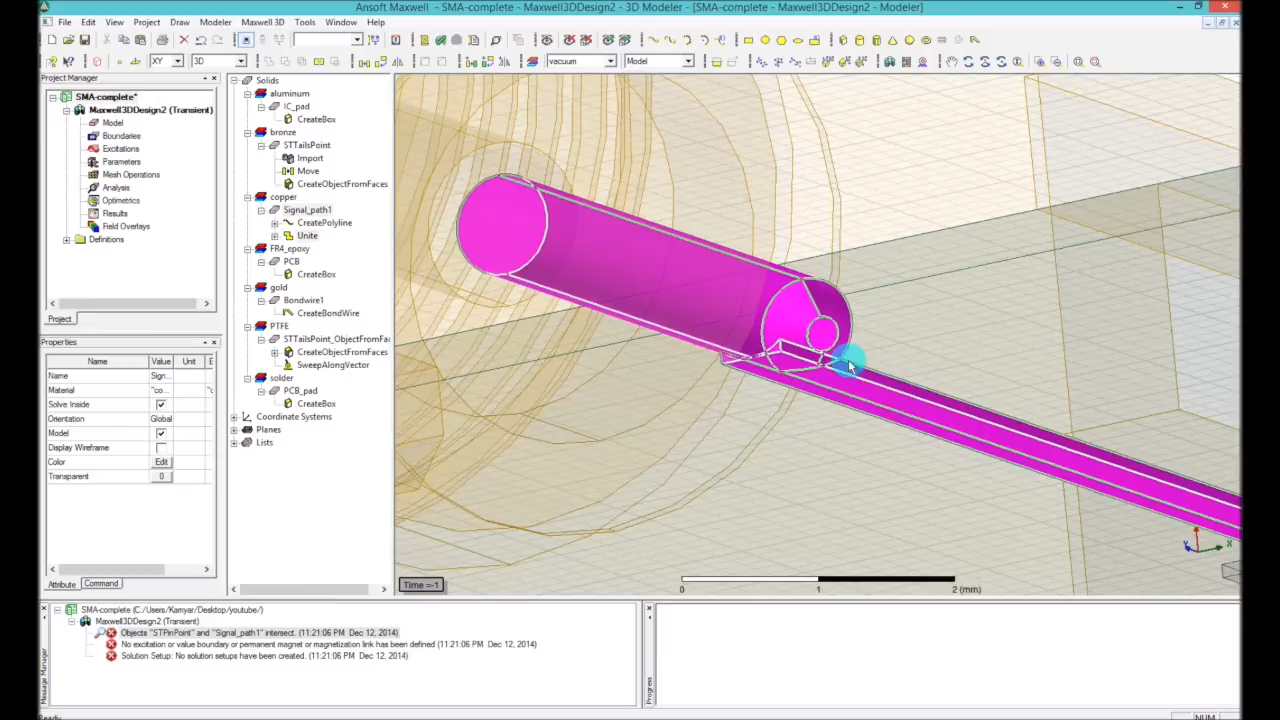 Ansoft Maxwell - SMA-complete - Maxwell3DDesign2 - 3D Modeler - [SMA-complete - Maxwell3DDesign2 - Modeler]
File Edit View Project Draw Modeler Maxwell 3D Tools Window Help
XY 3D vacuum Model
Project Manager
SMA-complete*
Maxwell3DDesign2 (Transient)
Model
Boundaries
Excitations
Parameters
Mesh Operations
Analysis
Optimetrics
Results
Field Overlays
Definitions
Project
Properties
Name Value Unit E
Name Sign...
Material "co...
Solve Inside
Orientation Global
Model
Display Wireframe
Color Edit
Transparent 0
Attribute Command
Solids
aluminum
IC_pad
CreateBox
bronze
STTailsPoint
Import
Move
CreateObjectFromFaces
copper
Signal_path1
CreatePolyline
Unite
FR4_epoxy
PCB
CreateBox
gold
Bondwire1
CreateBondWire
PTFE
STTailsPoint_ObjectFromFaces
CreateObjectFromFaces
SweepAlongVector
solder
PCB_pad
CreateBox
Coordinate Systems
Planes
Lists
Time =-1
0 1 2 (mm)
Y X
SMA-complete (C:/Users/Kamyar/Desktop/youtube/)
Maxwell3DDesign2 (Transient)
Objects "STPinPoint" and "Signal_path1" intersect. (11:21:06 PM Dec 12, 2014)
No excitation or value boundary or permanent magnet or magnetization link has been defined (11:21:06 PM Dec 12, 2014)
Solution Setup: No solution setups have been created. (11:21:06 PM Dec 12, 2014)
Message Manager
Progress
Ready
NUM